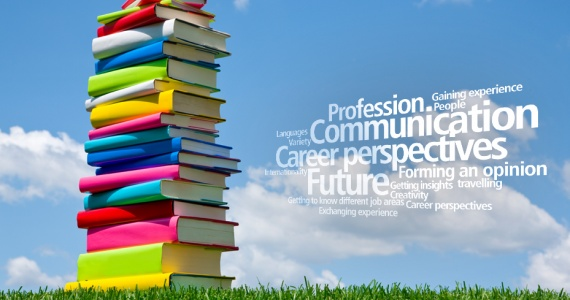 Gaining experience
Profession People
Languages Communication
Variety
Career perspectives
Internationality Forming an opinion
Future Getting insights travelling
Creativity
Getting to know different job areas Career perspectives
Exchanging experience